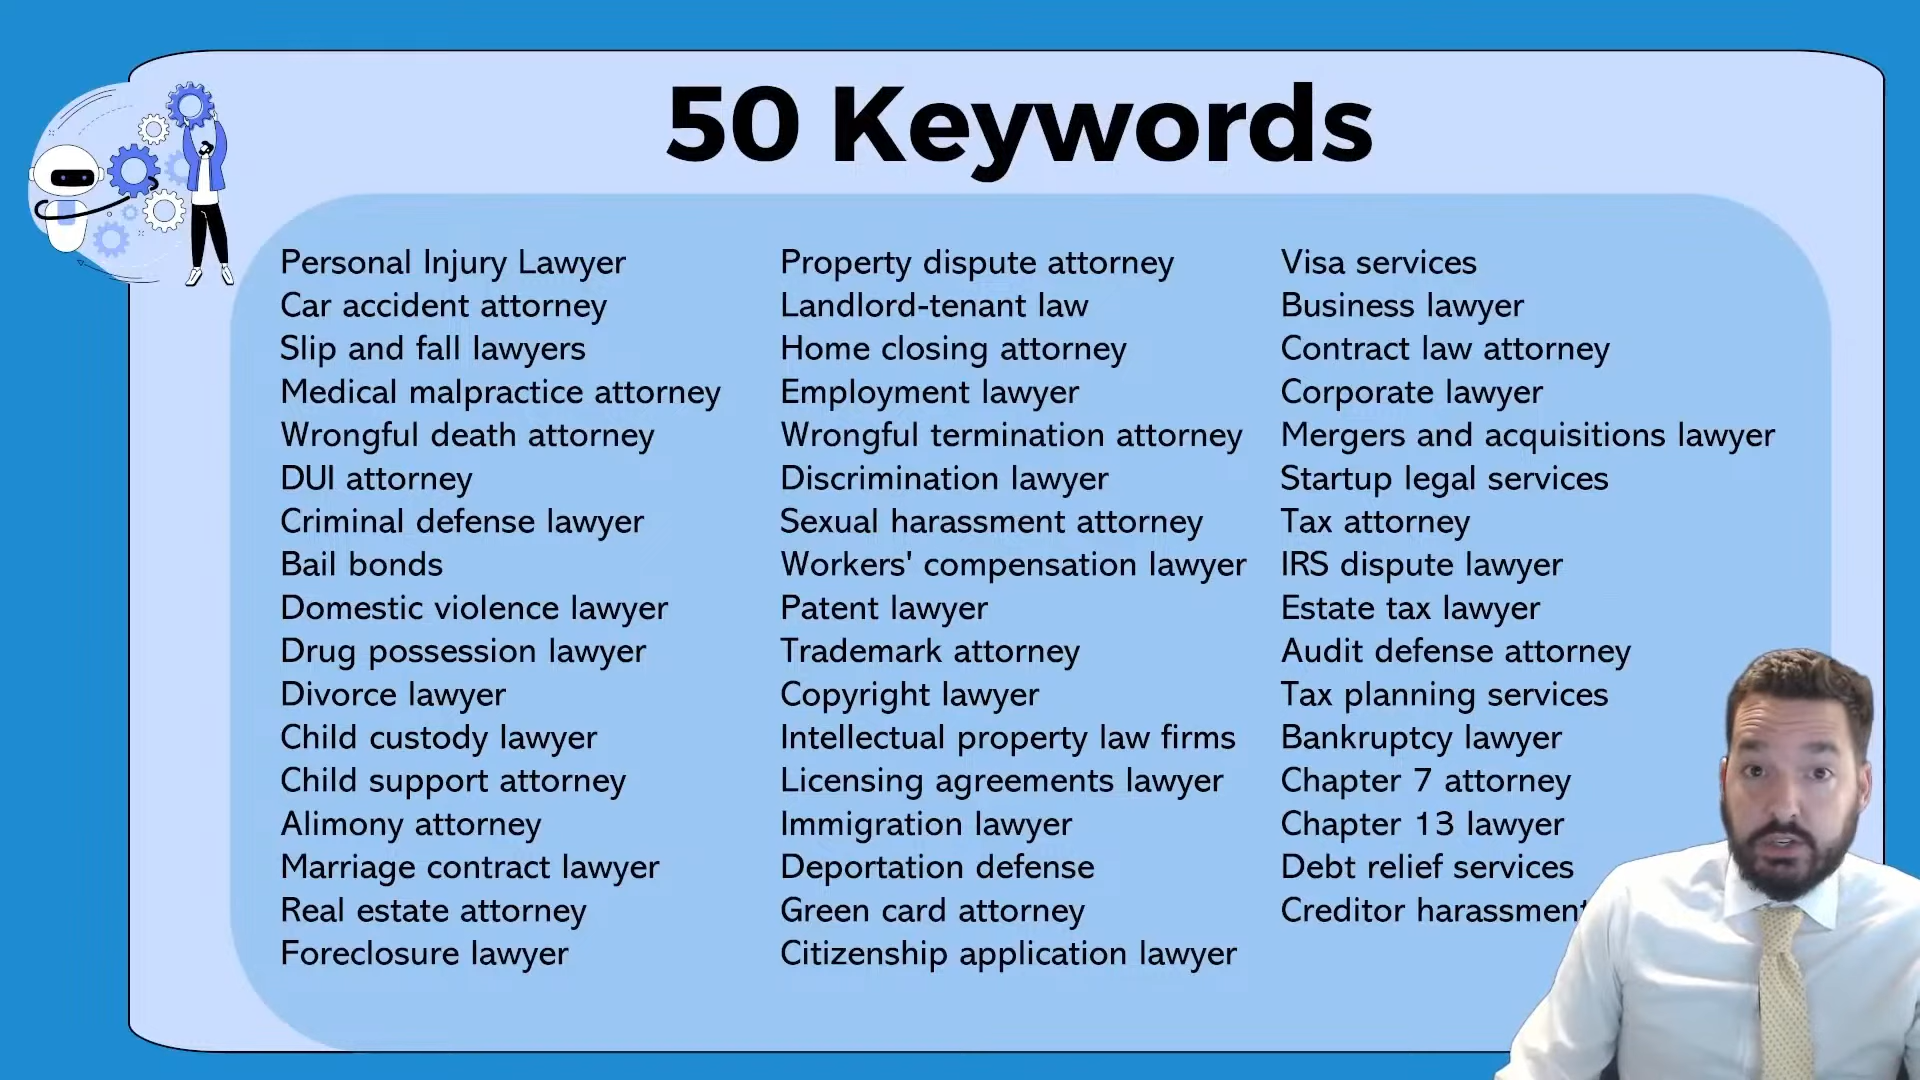 50 Keywords
Personal Injury Lawyer
Car accident attorney
Slip and fall lawyers
Medical malpractice attorney
Wrongful death attorney
DUI attorney
Criminal defense lawyer
Bail bonds
Domestic violence lawyer
Drug possession lawyer
Divorce lawyer
Child custody lawyer
Child support attorney
Alimony attorney
Marriage contract lawyer
Real estate attorney
Foreclosure lawyer
Property dispute attorney
Landlord-tenant law
Home closing attorney
Employment lawyer
Wrongful termination attorney
Discrimination lawyer
Sexual harassment attorney
Workers' compensation lawyer
Patent lawyer
Trademark attorney
Copyright lawyer
Intellectual property law firms
Licensing agreements lawyer
Immigration lawyer
Deportation defense
Green card attorney
Citizenship application lawyer
Visa services
Business lawyer
Contract law attorney
Corporate lawyer
Mergers and acquisitions lawyer
Startup legal services
Tax attorney
IRS dispute lawyer
Estate tax lawyer
Audit defense attorney
Tax planning services
Bankruptcy lawyer
Chapter 7 attorney
Chapter 13 lawyer
Debt relief services
Creditor harassment